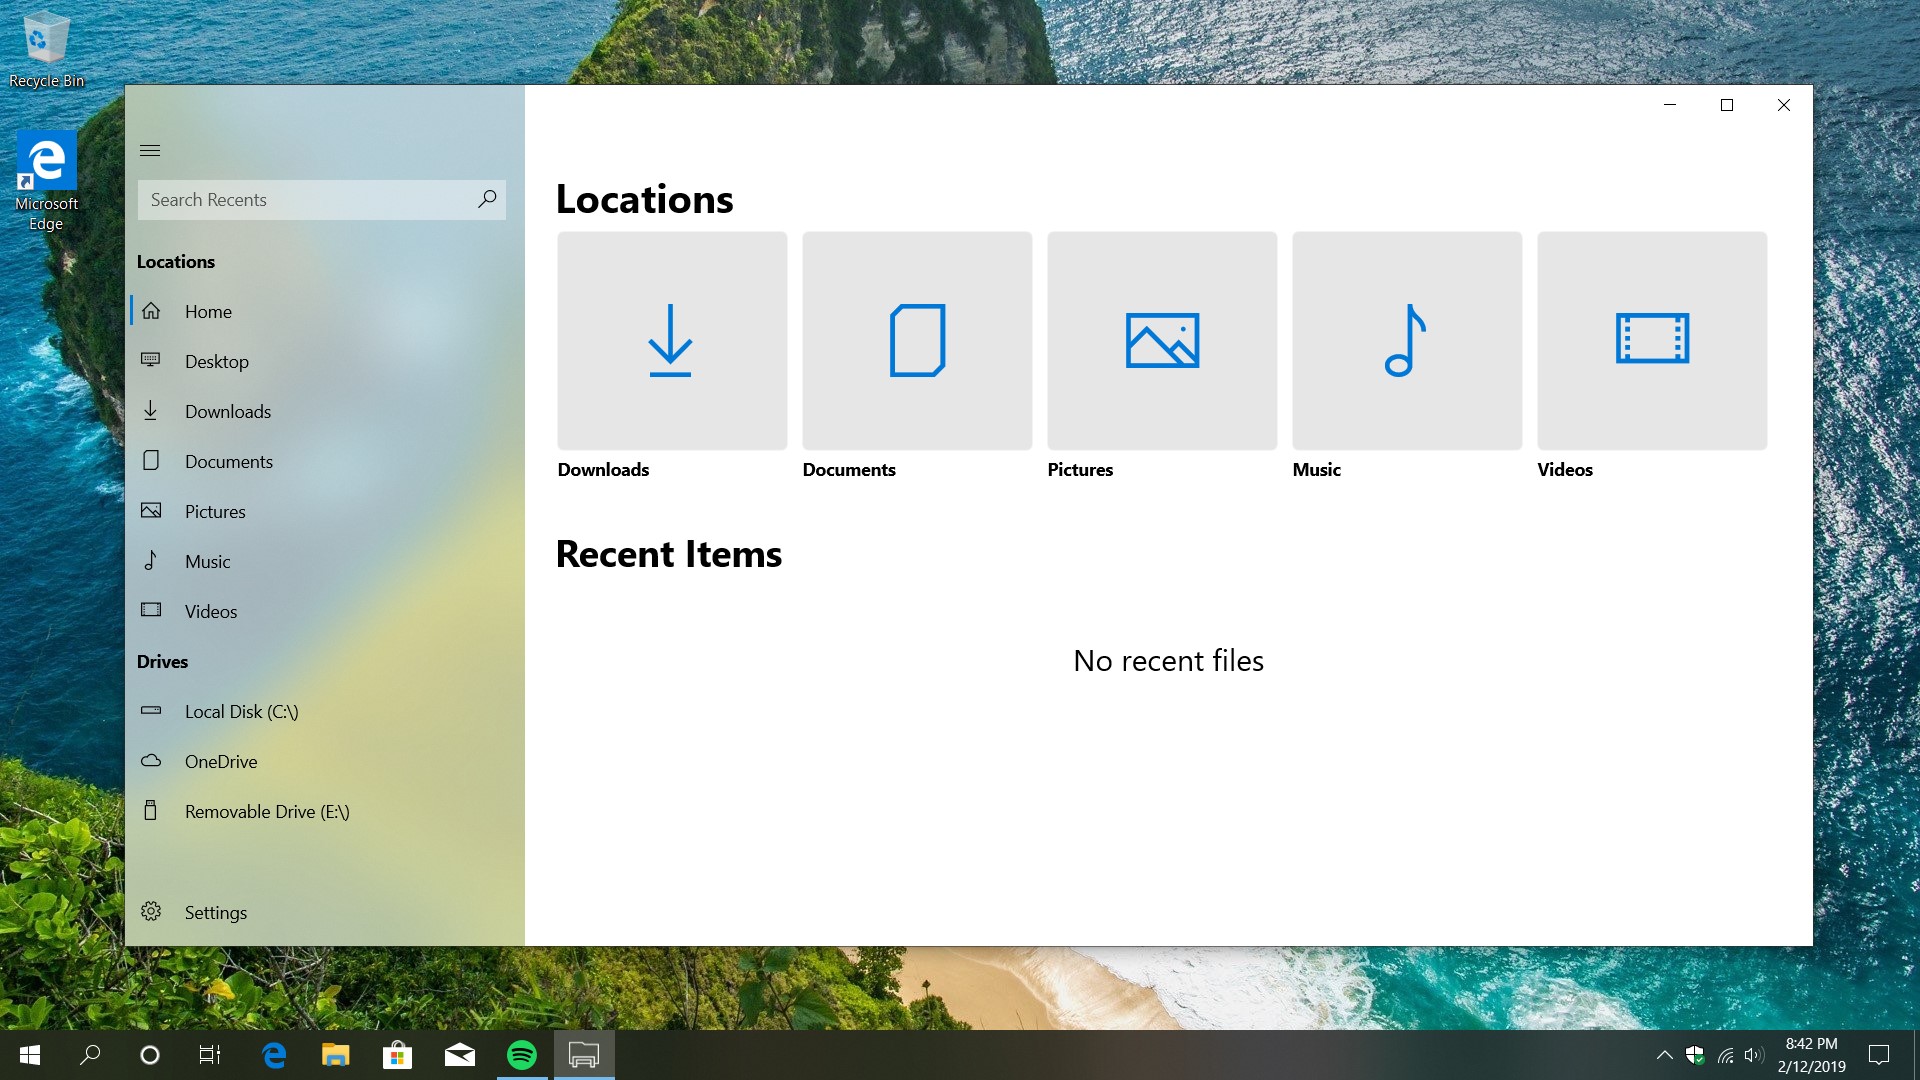 Recycle Bin
Microsoft
Edge
Search Recents
Locations
Home
Desktop
Downloads
Documents
Pictures
Music
Videos
Drives
Local Disk (C:\)
OneDrive
Removable Drive (E:\)
Settings
Locations
Downloads
Documents
Pictures
Music
Videos
Recent Items
No recent files
8:42 PM
2/12/2019